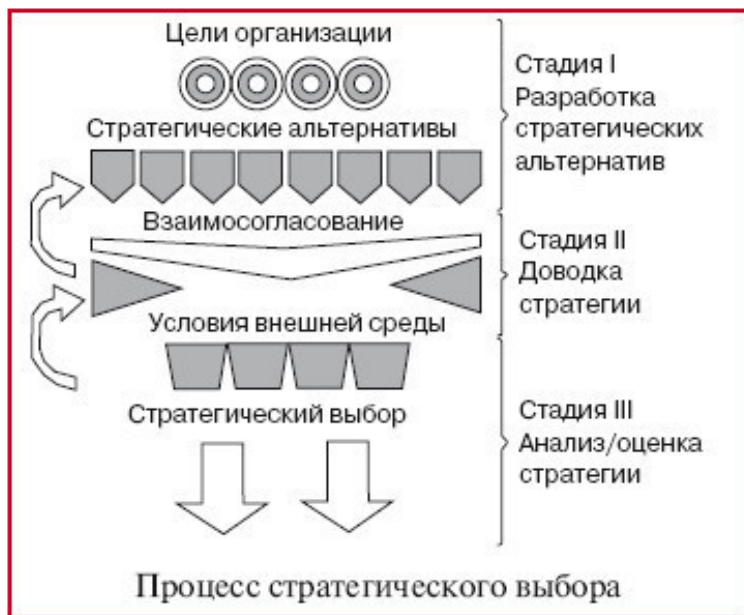 Цели организации
Стратегические альтернативы
Взаимосогласование
Условия внешней среды
Стратегический выбор
Стадия I
Разработка
стратегических
альтернатив
Стадия II
Доводка
стратегии
Стадия III
Анализ/оценка
стратегии
Процесс стратегического выбора